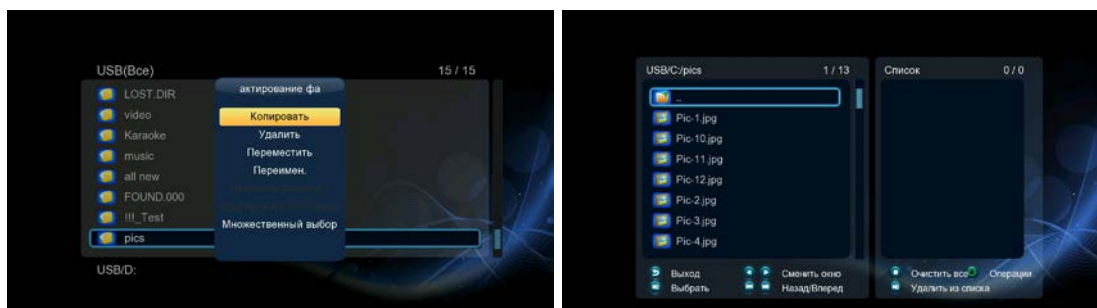 USB(Все) 15 / 15
LOST.DIR
video
Karaoke
music
all new
FOUND.000
!!!_Test
pics
USB/D:
актирование фа
Копировать
Удалить
Переместить
Переимен.
Множественный выбор
USB/C:/pics 1 / 13
..
Pic-1.jpg
Pic-10.jpg
Pic-11.jpg
Pic-12.jpg
Pic-2.jpg
Pic-3.jpg
Pic-4.jpg
Список 0 / 0
Выход Сменить окно Очистить все Операции
Выбрать Назад/Вперед Удалить из списка